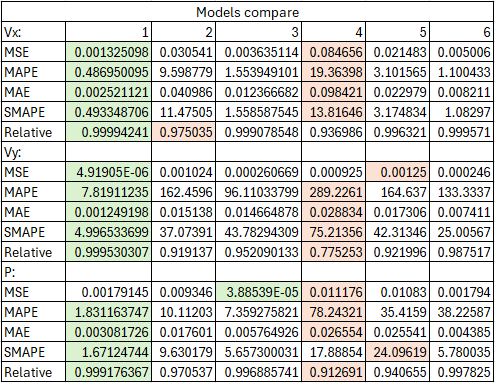 Models compare
Vx: 1 2 3 4 5 6
MSE 0.001325098 0.030541 0.003635114 0.084656 0.021483 0.005006
MAPE 0.486950095 9.598779 1.553949101 19.36398 3.101565 1.100433
MAE 0.002521121 0.040986 0.012366682 0.098421 0.022979 0.008211
SMAPE 0.493348706 11.47505 1.558587545 13.81646 3.174834 1.08297
Relative 0.99994241 0.975035 0.999078548 0.936986 0.996321 0.999571
Vy:
MSE 4.91905E-06 0.001024 0.000260669 0.000925 0.00125 0.000246
MAPE 7.81911235 162.4596 96.11033799 289.2261 164.637 133.3337
MAE 0.001249198 0.015138 0.014664878 0.028834 0.017306 0.007411
SMAPE 4.996533699 37.07391 43.78294309 75.21356 42.31346 25.00567
Relative 0.999530307 0.919137 0.952090133 0.775253 0.921996 0.987517
P:
MSE 0.00179145 0.009346 3.88539E-05 0.011176 0.01083 0.001794
MAPE 1.831163747 10.11203 7.359275821 78.24321 35.4159 38.22587
MAE 0.003081726 0.017601 0.005764926 0.026554 0.025541 0.004385
SMAPE 1.67124744 9.630179 5.657300031 17.88854 24.09619 5.780035
Relative 0.999176367 0.970537 0.996885741 0.912691 0.940655 0.997825